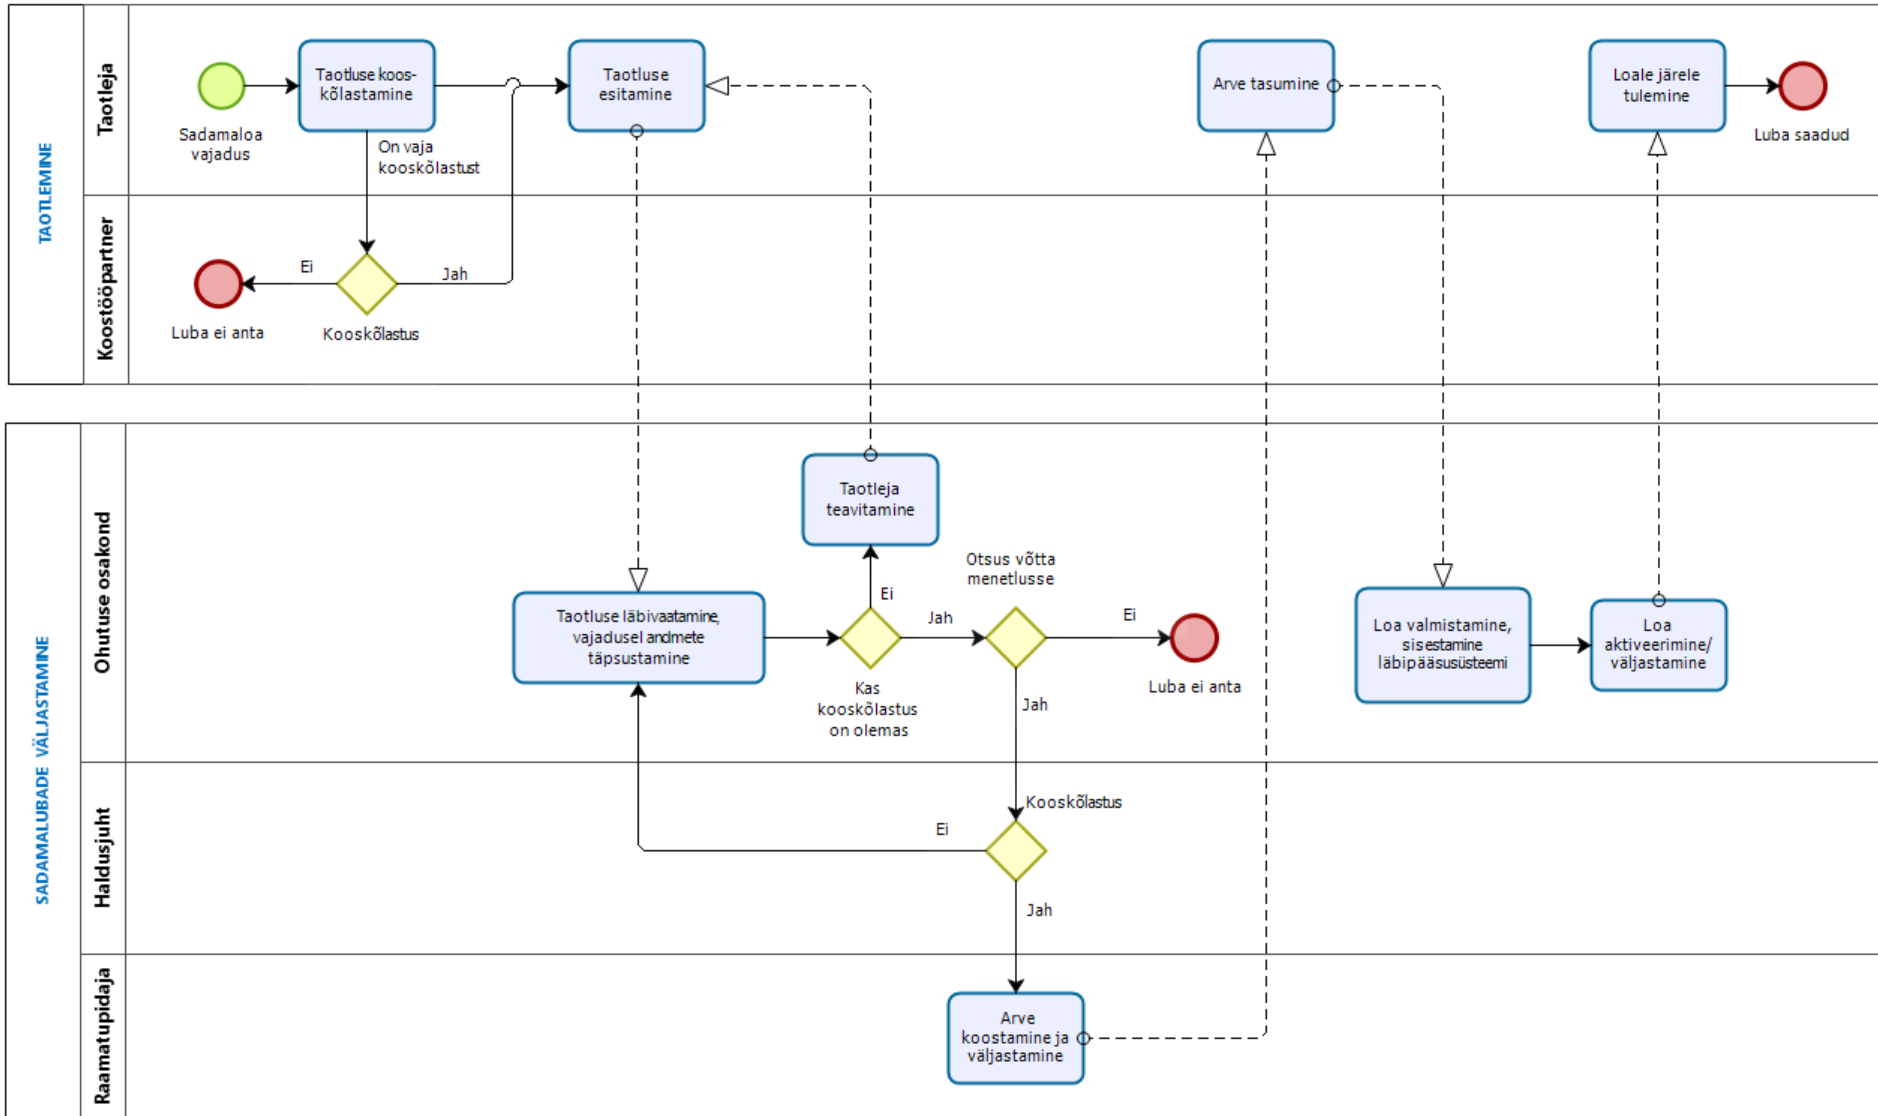 TAOTLEMINE
Taotleja
Sadamaloa
vajadus
Taotluse koos-
kõlastamine
On vaja
kooskõlastust
Taotluse
esitamine
Arve tasumine
Loale järele
tulemine
Luba saadud
Koostööpartner
Ei
Jah
Luba ei anta
Kooskõlastus
SADAMALUBADE VÄLJASTAMINE
Ohutuse osakond
Taotleja
teavitamine
Otsus võtta
menetlusse
Taotluse läbivaatamine,
vajadusel andmete
täpsustamine
Ei
Jah
Kas
kooskõlastus
on olemas
Ei
Luba ei anta
Jah
Loa valmistamine,
sisestamine
läbipääsusüsteemi
Loa
aktiveerimine/
väljastamine
Haldusjuht
Kooskõlastus
Ei
Jah
Raamatupidaja
Arve
koostamine ja
väljastamine